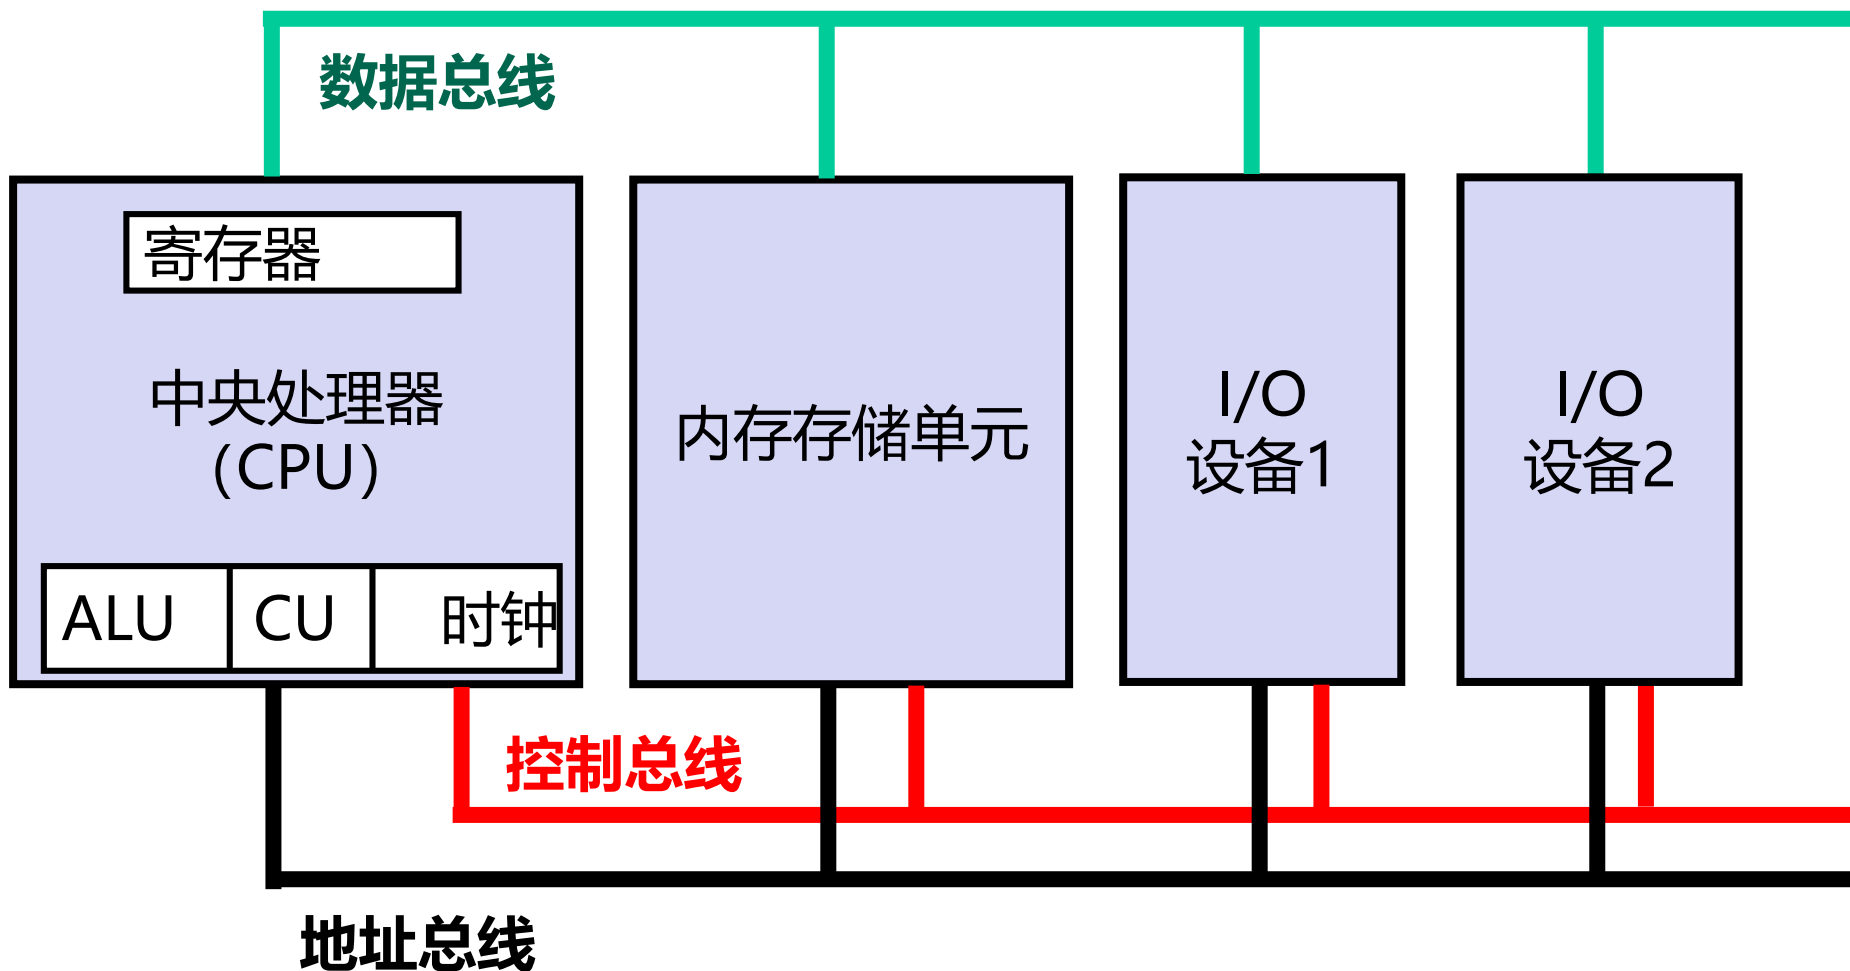 数据总线
寄存器
中央处理器
（CPU）
ALU
CU
时钟
内存存储单元
I/O
设备1
I/O
设备2
控制总线
地址总线